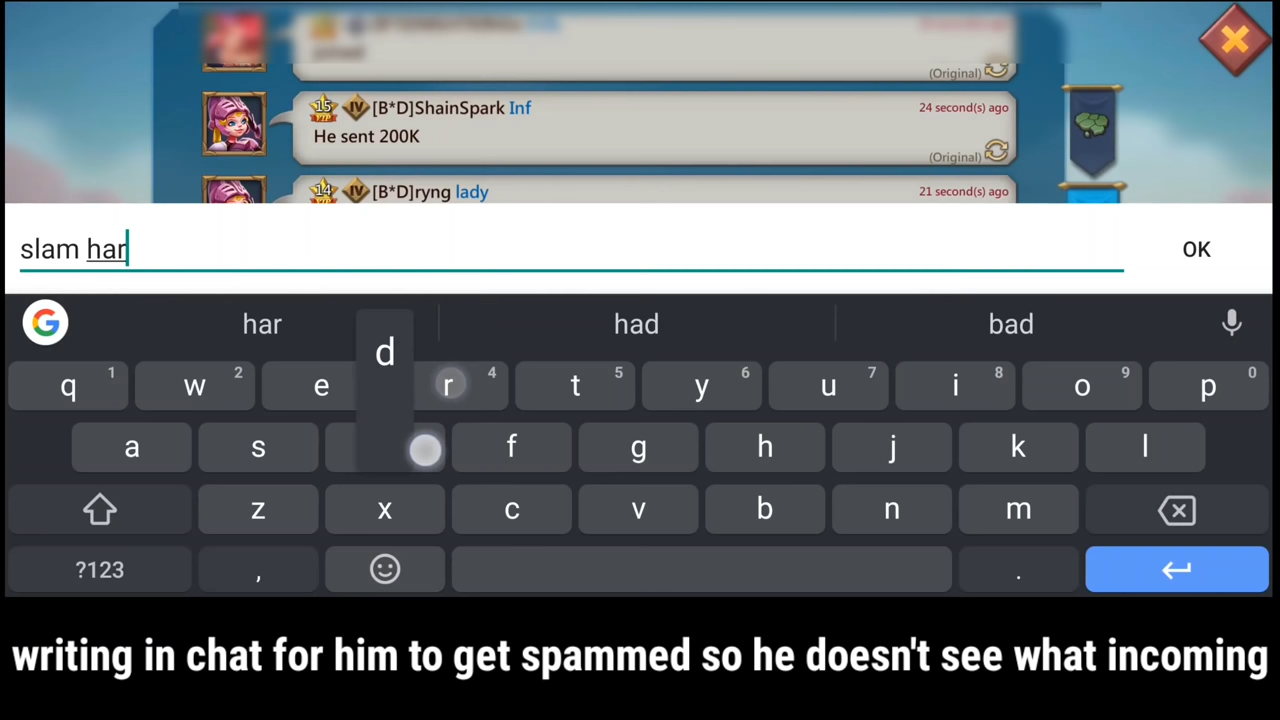 joined
(Original)
15 VIP IV [B*D]ShainSpark Inf 24 second(s) ago
He sent 200K
(Original)
14 IV [B*D]ryng lady 21 second(s) ago
slam har OK
G har had bad
d
q 1 w 2 e r 4 t 5 y 6 u 7 i 8 o 9 p 0
a s f g h j k l
z x c v b n m
?123 , .
writing in chat for him to get spammed so he doesn't see what incoming